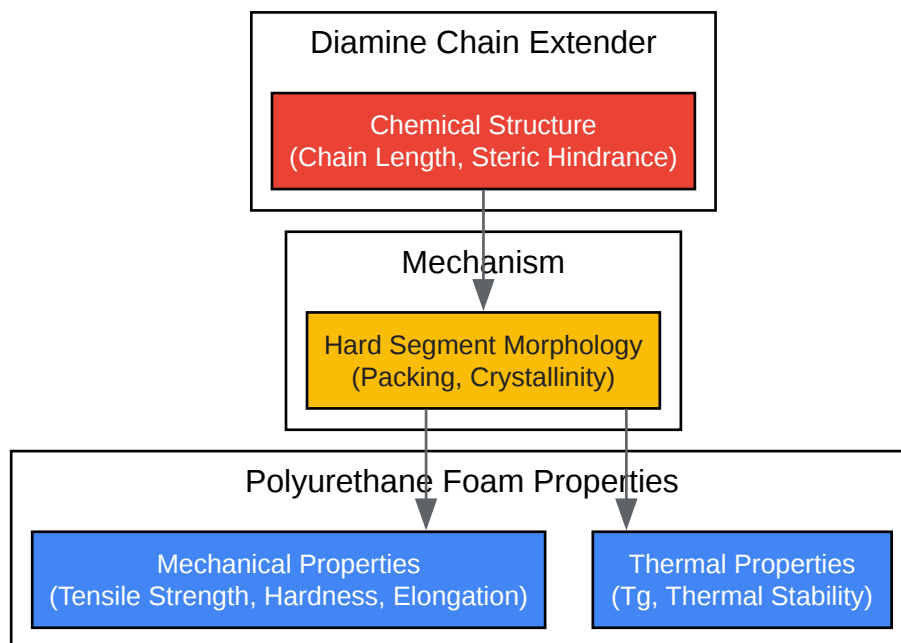 Diamine Chain Extender
Chemical Structure
(Chain Length, Steric Hindrance)
Mechanism
Hard Segment Morphology
(Packing, Crystallinity)
Polyurethane Foam Properties
Mechanical Properties
(Tensile Strength, Hardness, Elongation)
Thermal Properties
(Tg, Thermal Stability)